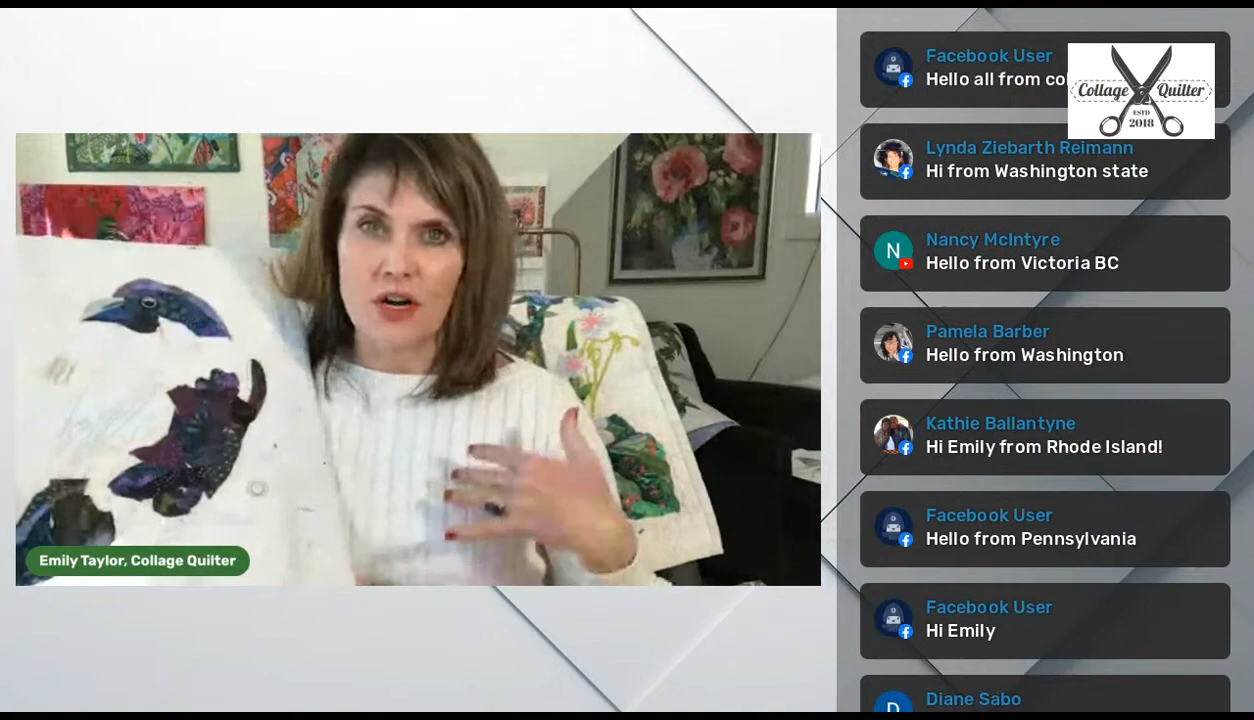 Emily Taylor, Collage Quilter
Facebook User
Hello all from
Collage Quilter
ESTD
2018
Lynda Ziebarth Reimann
Hi from Washington state
N
Nancy McIntyre
Hello from Victoria BC
Pamela Barber
Hello from Washington
Kathie Ballantyne
Hi Emily from Rhode Island!
Facebook User
Hello from Pennsylvania
Facebook User
Hi Emily
D
Diane Sabo